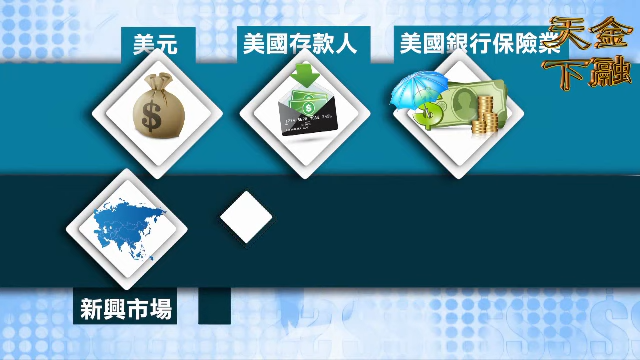 美元
美國存款人
美國銀行保險業
天金
下融
新興市場